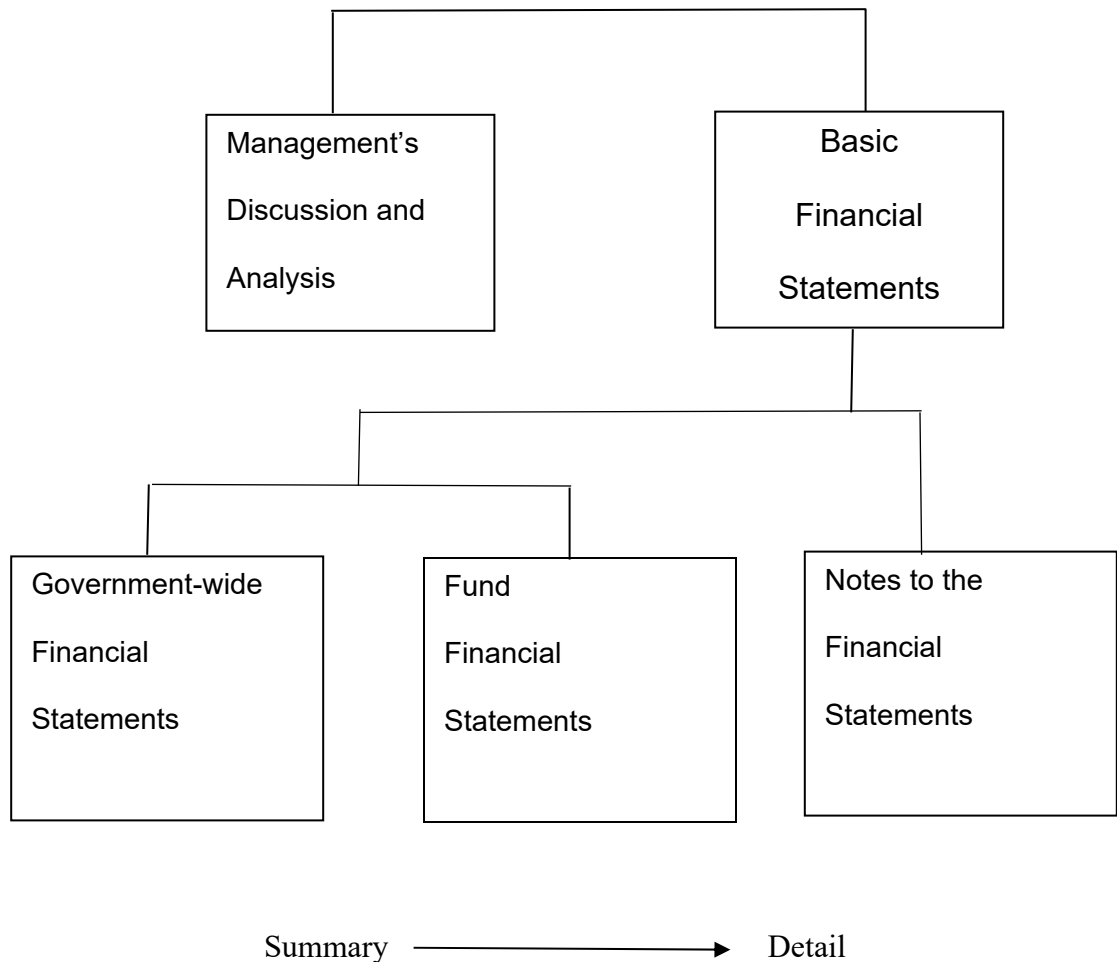 Management’s
Discussion and
Analysis
Basic
Financial
Statements
Government-wide
Financial
Statements
Fund
Financial
Statements
Notes to the
Financial
Statements
Summary
Detail